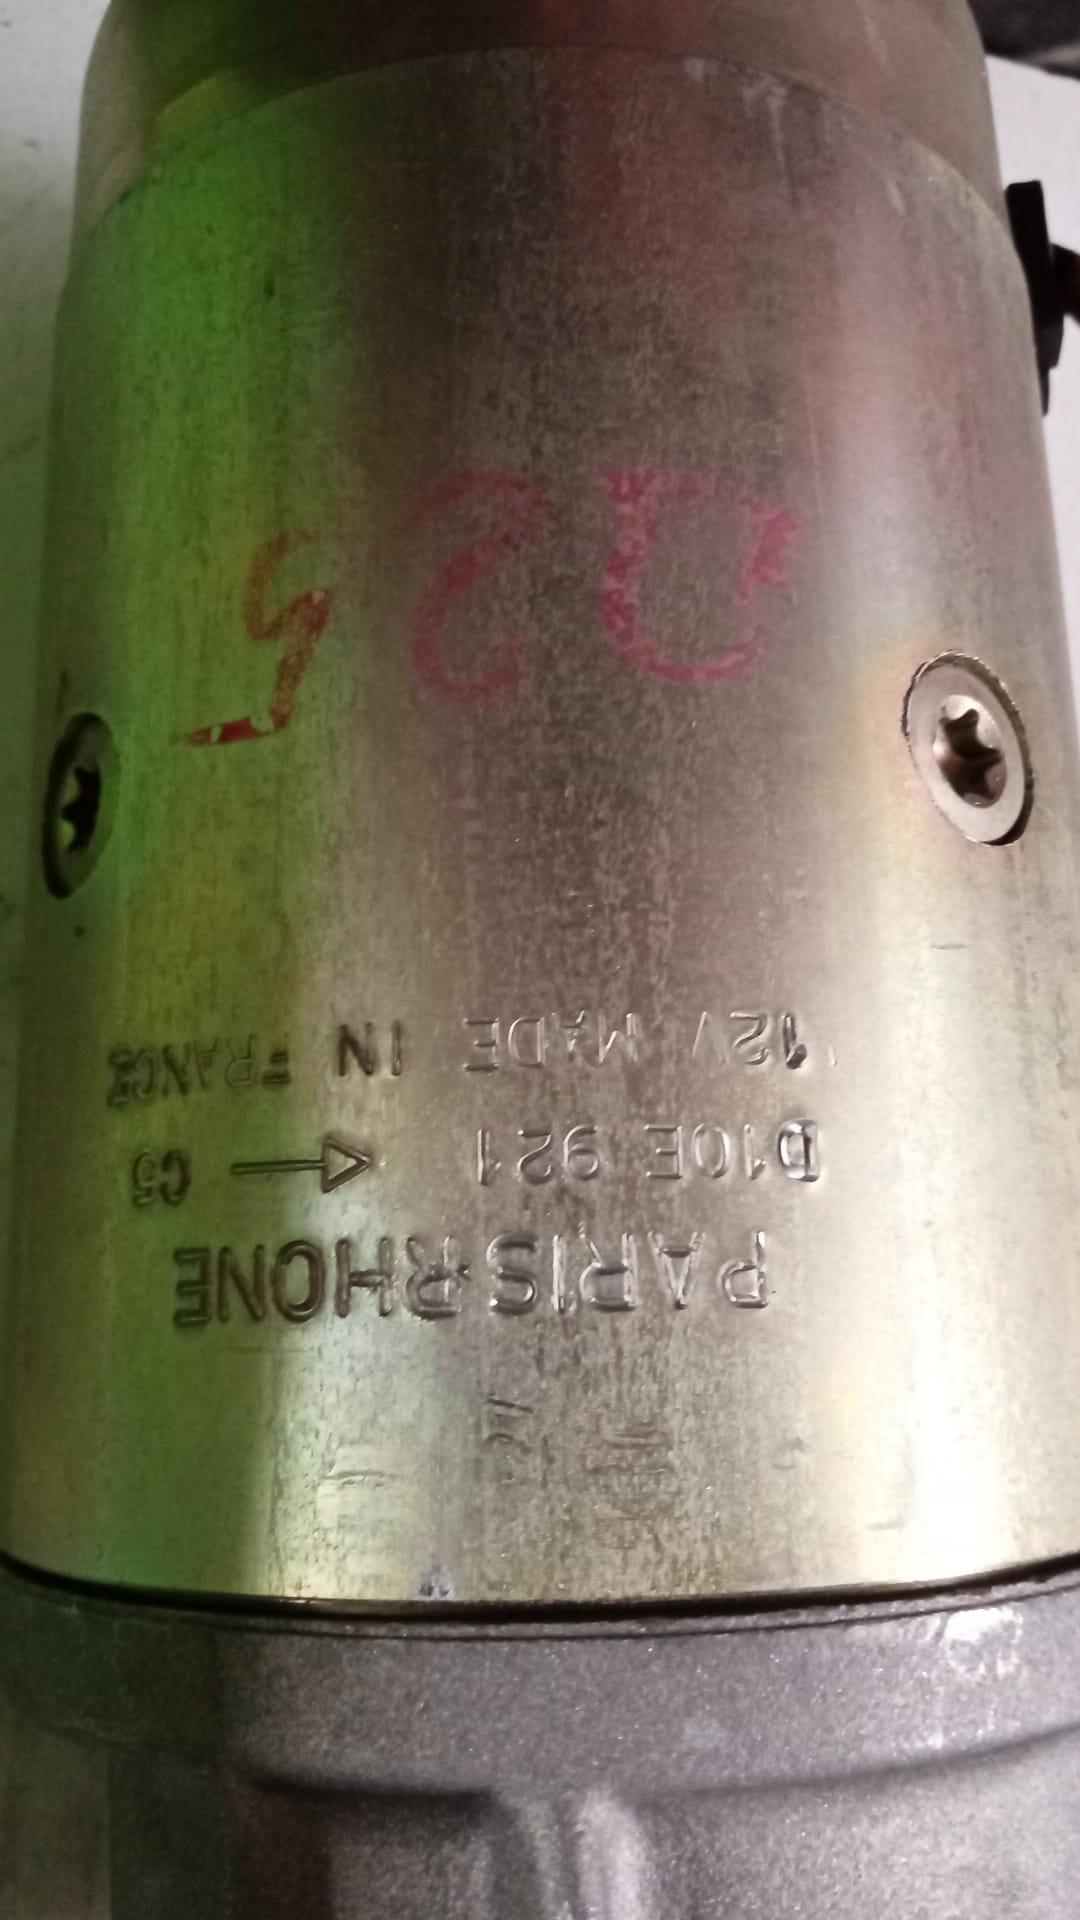 PARIS-RHONE
D10E 921 ← C5
12V MADE IN FRANCE